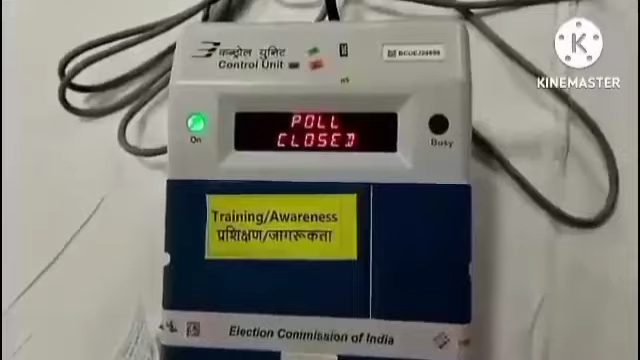 कन्ट्रोल युनिट
Control Unit
KINEMASTER
POLL
CLOSED
On
Busy
Training/Awareness
प्रशिक्षण/जागरूकता
Election Commission of India